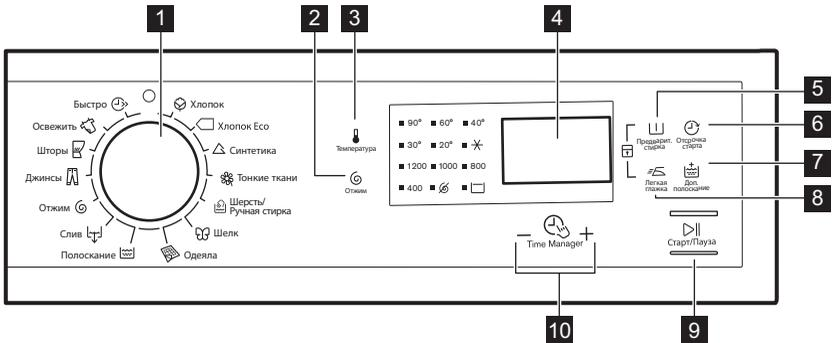 1
2
3
4
5
6
7
8
9
10
Быстро
Освежить
Шторы
Джинсы
Отжим
Слив
Полоскание
Хлопок
Хлопок Eco
Синтетика
Тонкие ткани
Шерсть/
Ручная стирка
Шелк
Одеяла
Температура
Отжим
90° 60° 40°
30° 20°
1200 1000 800
400
Time Manager
Предварит.
стирка
Отсрочка
старта
Легкая
глажка
Доп.
полоскание
Старт/Пауза